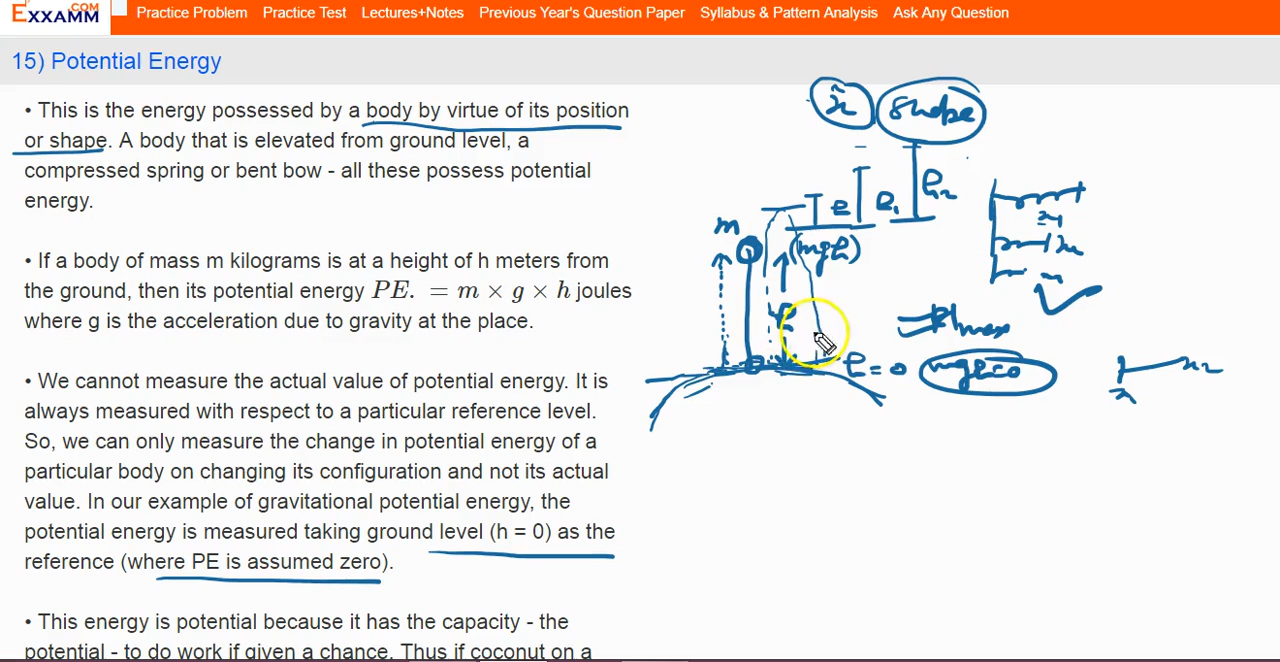 EXXAMM .COM
Practice Problem Practice Test Lectures+Notes Previous Year's Question Paper Syllabus & Pattern Analysis Ask Any Question
15) Potential Energy
• This is the energy possessed by a body by virtue of its position
or shape. A body that is elevated from ground level, a
compressed spring or bent bow - all these possess potential
energy.
• If a body of mass m kilograms is at a height of h meters from
the ground, then its potential energy PE. = m × g × h joules
where g is the acceleration due to gravity at the place.
• We cannot measure the actual value of potential energy. It is
always measured with respect to a particular reference level.
So, we can only measure the change in potential energy of a
particular body on changing its configuration and not its actual
value. In our example of gravitational potential energy, the
potential energy is measured taking ground level (h = 0) as the
reference (where PE is assumed zero).
• This energy is potential because it has the capacity - the
potential - to do work if given a chance. Thus if coconut on a
shape
m
(mgh)